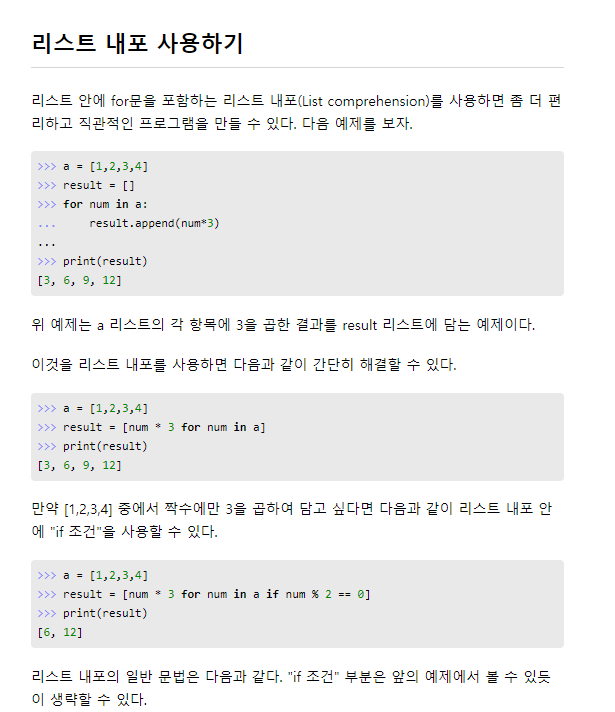 리스트 내포 사용하기
리스트 안에 for문을 포함하는 리스트 내포(List comprehension)를 사용하면 좀 더 편
리하고 직관적인 프로그램을 만들 수 있다. 다음 예제를 보자.
>>> a = [1,2,3,4]
>>> result = []
>>> for num in a:
...     result.append(num*3)
...
>>> print(result)
[3, 6, 9, 12]
위 예제는 a 리스트의 각 항목에 3을 곱한 결과를 result 리스트에 담는 예제이다.
이것을 리스트 내포를 사용하면 다음과 같이 간단히 해결할 수 있다.
>>> a = [1,2,3,4]
>>> result = [num * 3 for num in a]
>>> print(result)
[3, 6, 9, 12]
만약 [1,2,3,4] 중에서 짝수에만 3을 곱하여 담고 싶다면 다음과 같이 리스트 내포 안
에 "if 조건"을 사용할 수 있다.
>>> a = [1,2,3,4]
>>> result = [num * 3 for num in a if num % 2 == 0]
>>> print(result)
[6, 12]
리스트 내포의 일반 문법은 다음과 같다. "if 조건" 부분은 앞의 예제에서 볼 수 있듯
이 생략할 수 있다.